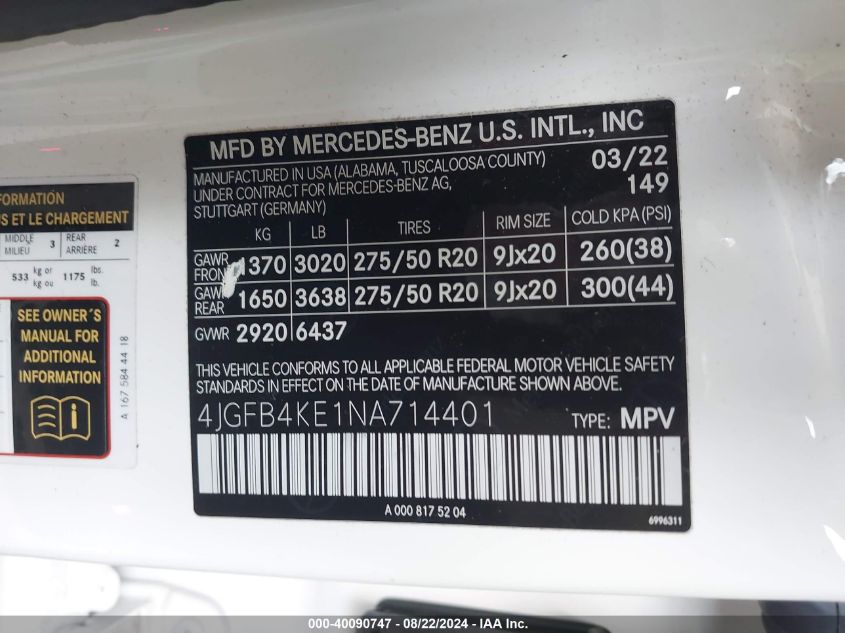 FORMATION
US ET LE CHARGEMENT
MIDDLE MILIEU 3 REAR ARRIÈRE 2
533 kg or kg ou 1175 lbs. lb.
SEE OWNER´S
MANUAL FOR
ADDITIONAL
INFORMATION
A 167 584 44 18
MFD BY MERCEDES-BENZ U.S. INTL., INC
MANUFACTURED IN USA (ALABAMA, TUSCALOOSA COUNTY) 03/22
UNDER CONTRACT FOR MERCEDES-BENZ AG, 149
STUTTGART (GERMANY)
KG LB TIRES RIM SIZE COLD KPA (PSI)
GAWR FRONT 1370 3020 275/50 R20 9Jx20 260(38)
GAWR REAR 1650 3638 275/50 R20 9Jx20 300(44)
GVWR 2920 6437
THIS VEHICLE CONFORMS TO ALL APPLICABLE FEDERAL MOTOR VEHICLE SAFETY
STANDARDS IN EFFECT ON THE DATE OF MANUFACTURE SHOWN ABOVE.
4JGFB4KE1NA714401 TYPE: MPV
A 000 817 52 04
6996311
000-40090747 - 08/22/2024 - IAA Inc.